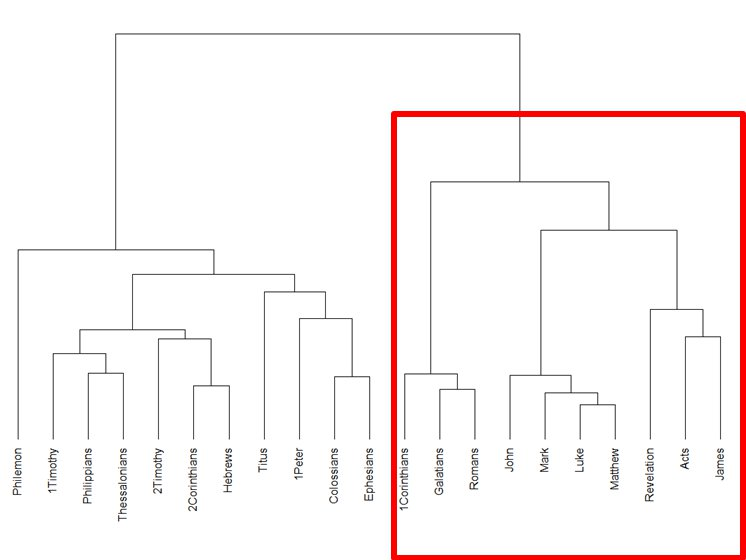 Philemon
1Timothy
Philippians
Thessalonians
2Timothy
2Corinthians
Hebrews
Titus
1Peter
Colossians
Ephesians
1Corinthians
Galatians
Romans
John
Mark
Luke
Matthew
Revelation
Acts
James